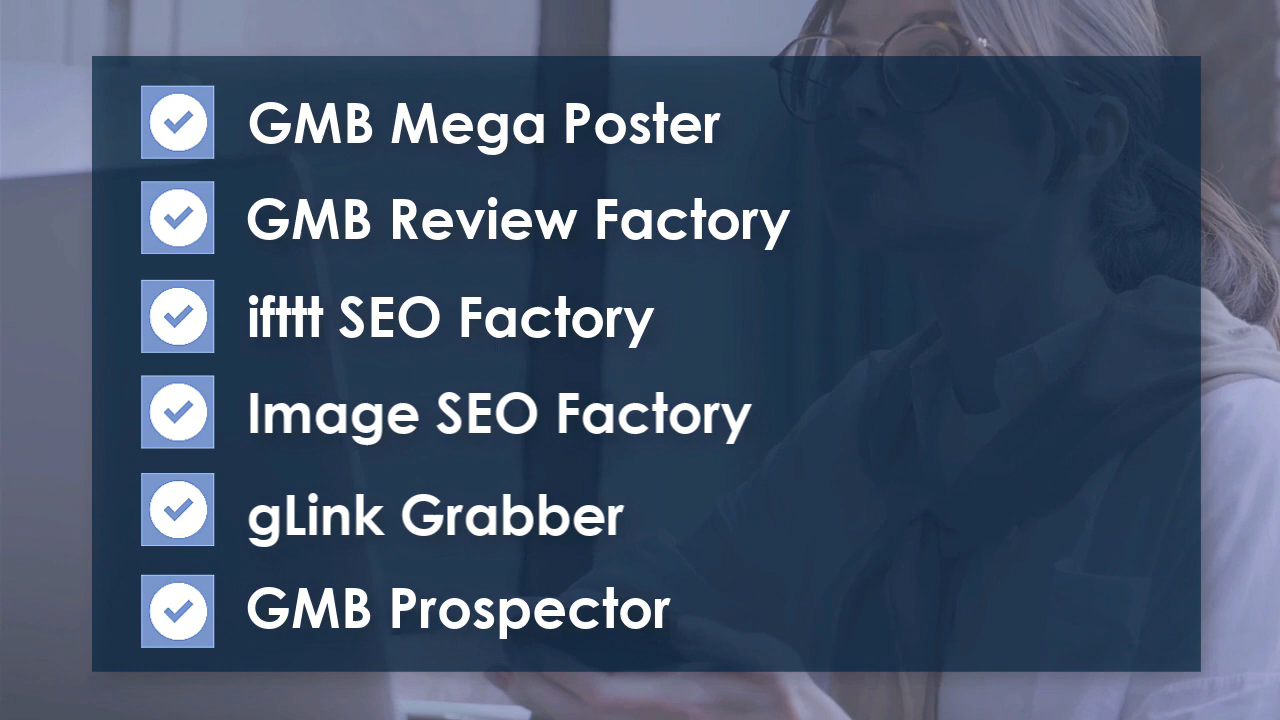 GMB Mega Poster
GMB Review Factory
ifttt SEO Factory
Image SEO Factory
gLink Grabber
GMB Prospector